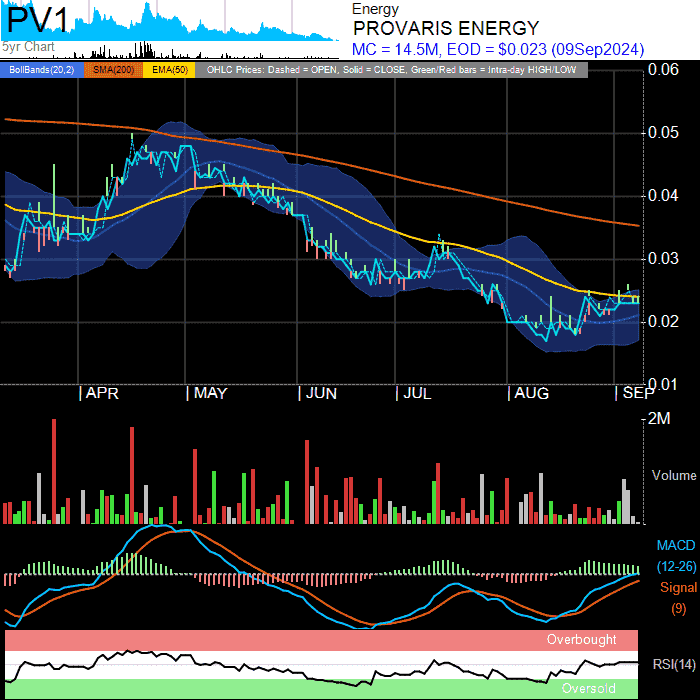 PV1
Energy
PROVARIS ENERGY
MC = 14.5M, EOD = $0.023 (09Sep2024)
5yr Chart
BollBands(20,2) SMA(200) EMA(50) OHLC Prices: Dashed = OPEN, Solid = CLOSE, Green/Red bars = Intra-day HIGH/LOW
0.06
0.05
0.04
0.03
0.02
0.01
APR MAY JUN JUL AUG SEP
2M
Volume
MACD
(12-26)
Signal
(9)
Overbought
RSI(14)
Oversold